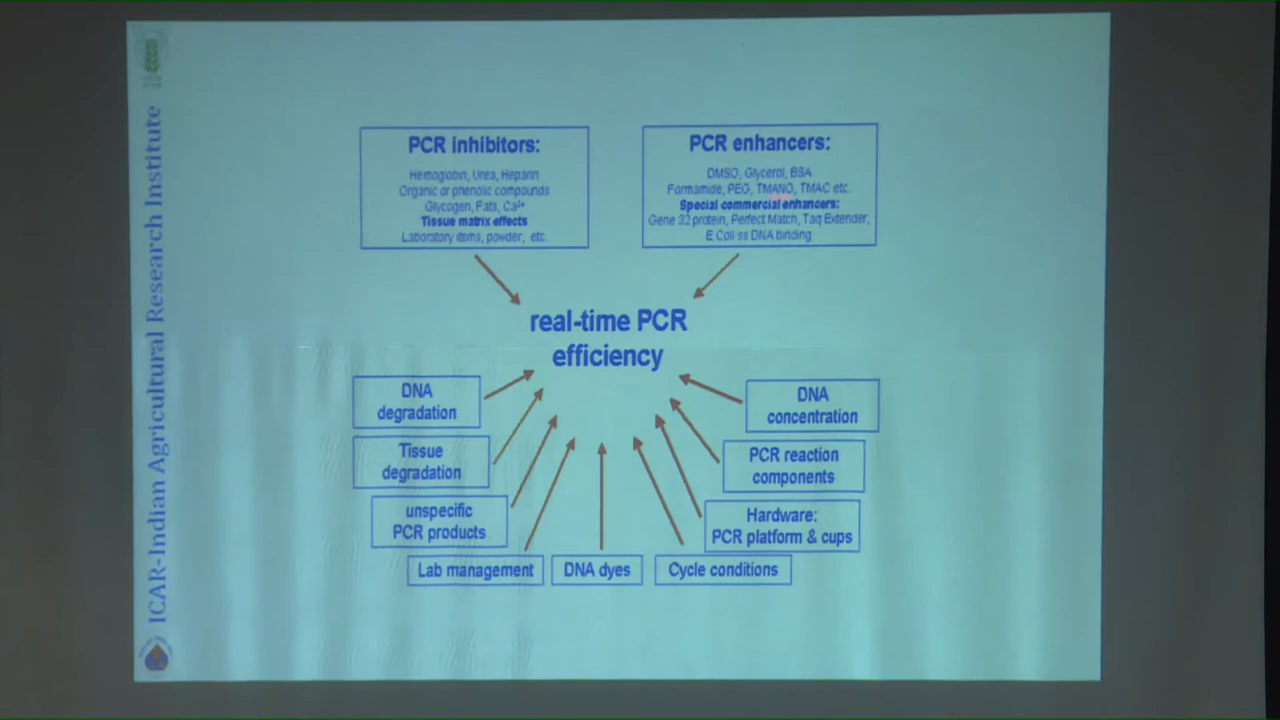 ICAR-Indian Agricultural Research Institute
PCR inhibitors:
Hemoglobin, Urea, Heparin
Organic or phenolic compounds
Glycogen, Fats, Ca²⁺
Tissue matrix effects
Laboratory items, powder, etc.
PCR enhancers:
DMSO, Glycerol, BSA
Formamide, PEG, TMANO, TMAC etc.
Special commercial enhancers:
Gene 32 protein, Perfect Match, Taq Extender,
E.Coli ss DNA binding
real-time PCR
efficiency
DNA
degradation
Tissue
degradation
unspecific
PCR products
Lab management
DNA dyes
Cycle conditions
Hardware:
PCR platform & cups
PCR reaction
components
DNA
concentration